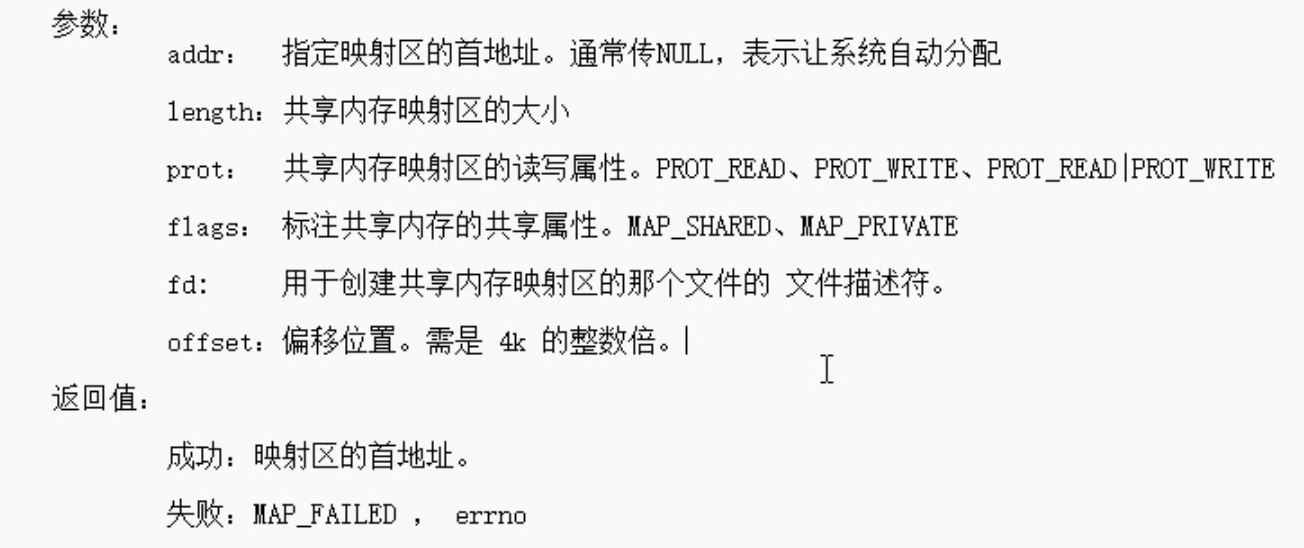 参数：
addr： 指定映射区的首地址。通常传NULL，表示让系统自动分配
length：共享内存映射区的大小
prot： 共享内存映射区的读写属性。PROT_READ、PROT_WRITE、PROT_READ|PROT_WRITE
flags： 标注共享内存的共享属性。MAP_SHARED、MAP_PRIVATE
fd: 用于创建共享内存映射区的那个文件的 文件描述符。
offset：偏移位置。需是 4k 的整数倍。
返回值：
成功：映射区的首地址。
失败：MAP_FAILED ， errno